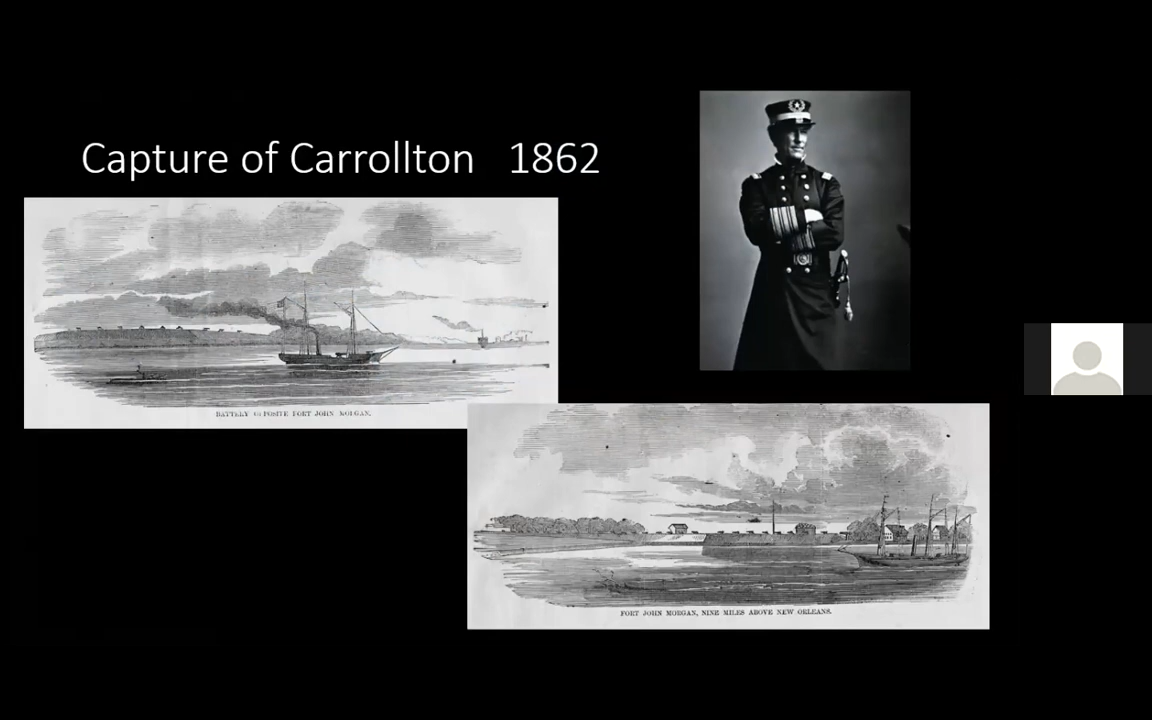 Capture of Carrollton 1862
BATTERY OPPOSITE FORT JOHN MORGAN.
FORT JOHN MORGAN, NINE MILES ABOVE NEW ORLEANS.